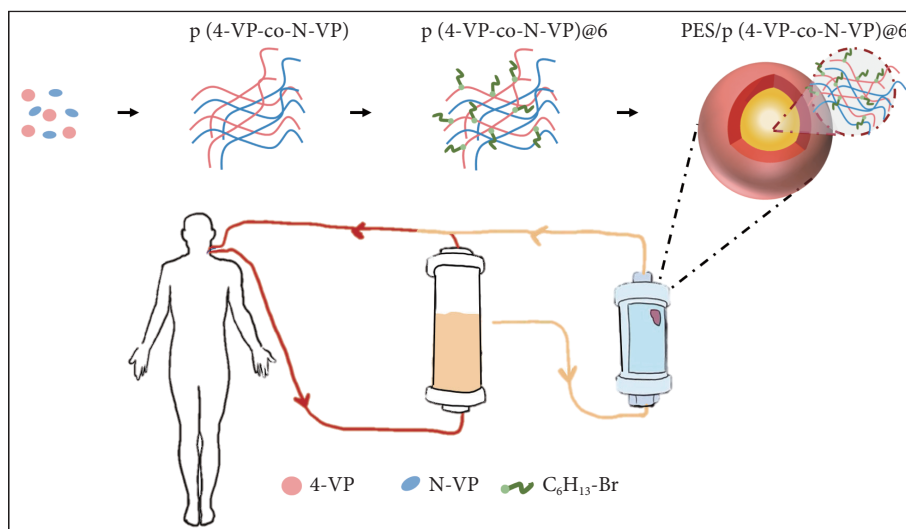 p (4-VP-co-N-VP)
p (4-VP-co-N-VP)@6
PES/p (4-VP-co-N-VP)@6
4-VP
N-VP
C₆H₁₃-Br